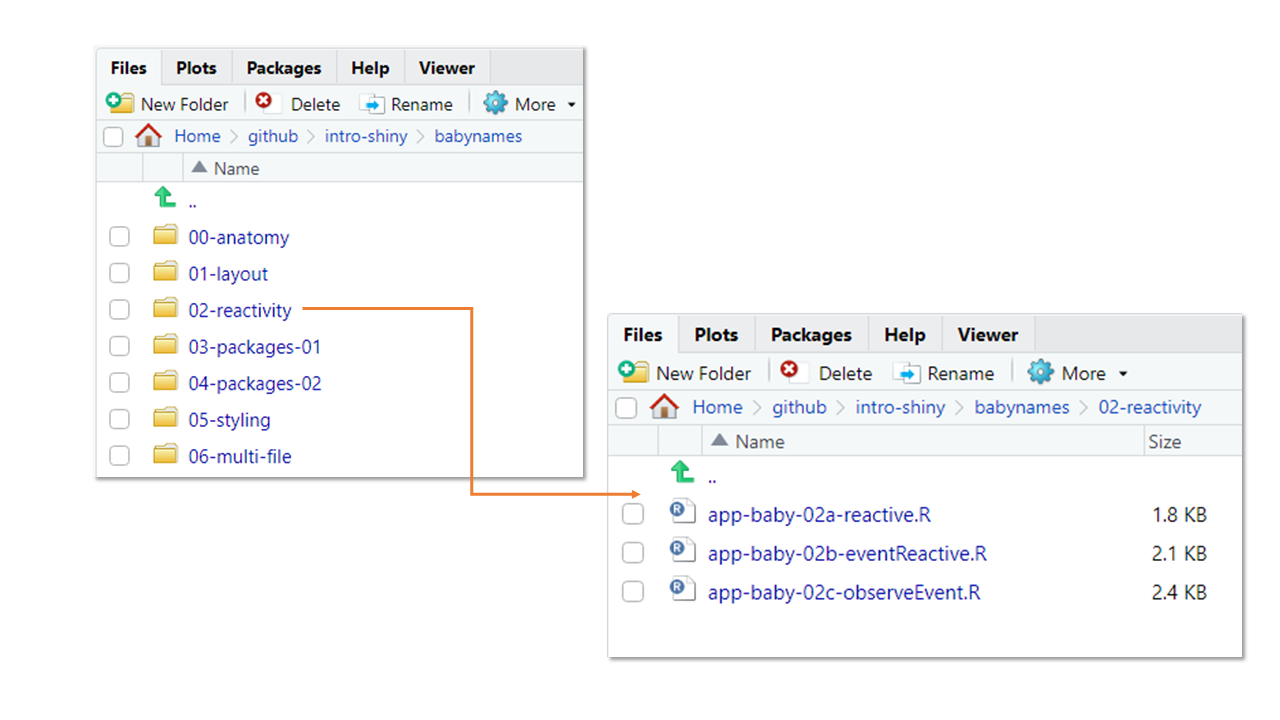 Files Plots Packages Help Viewer
New Folder Delete Rename More
Home github intro-shiny babynames
Name
..
00-anatomy
01-layout
02-reactivity
03-packages-01
04-packages-02
05-styling
06-multi-file
Files Plots Packages Help Viewer
New Folder Delete Rename More
Home github intro-shiny babynames 02-reactivity
Name Size
..
R app-baby-02a-reactive.R 1.8 KB
R app-baby-02b-eventReactive.R 2.1 KB
R app-baby-02c-observeEvent.R 2.4 KB